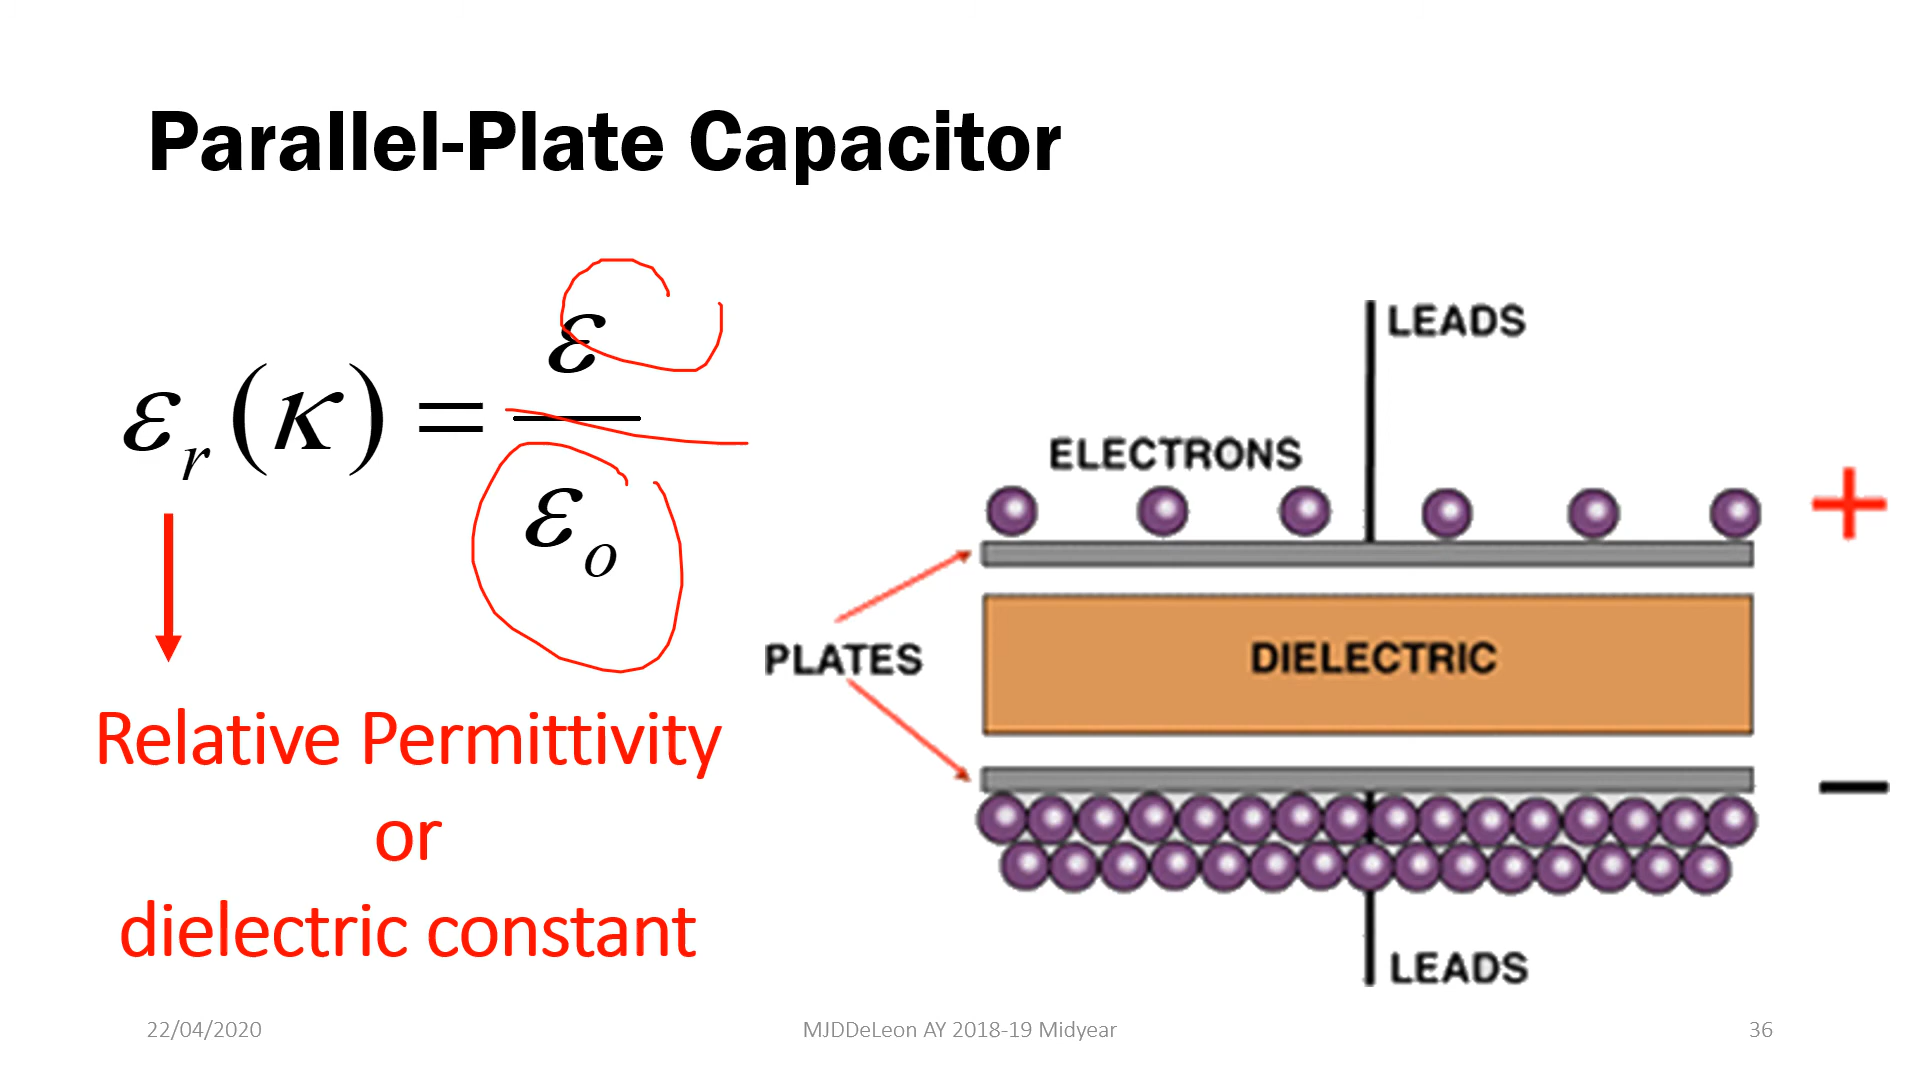 Parallel-Plate Capacitor
εr(κ) = ε / εo
Relative Permittivity
or
dielectric constant
LEADS
ELECTRONS
+
PLATES
DIELECTRIC
−
LEADS
22/04/2020
MJDDeLeon AY 2018-19 Midyear
36